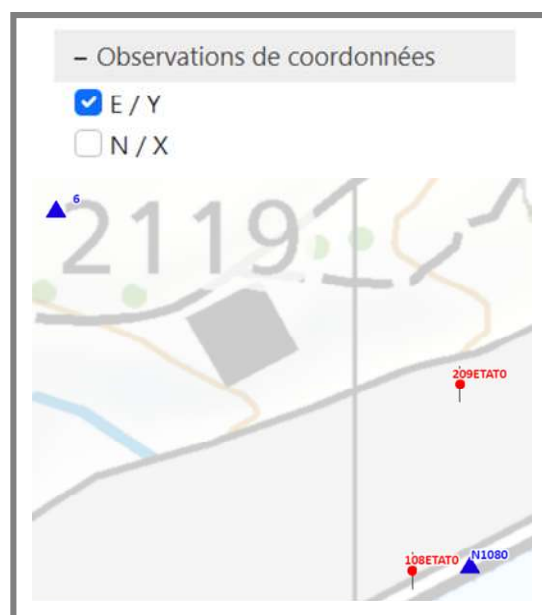 – Observations de coordonnées
E / Y
N / X
6
2119
209ETAT0
N1080
108ETAT0